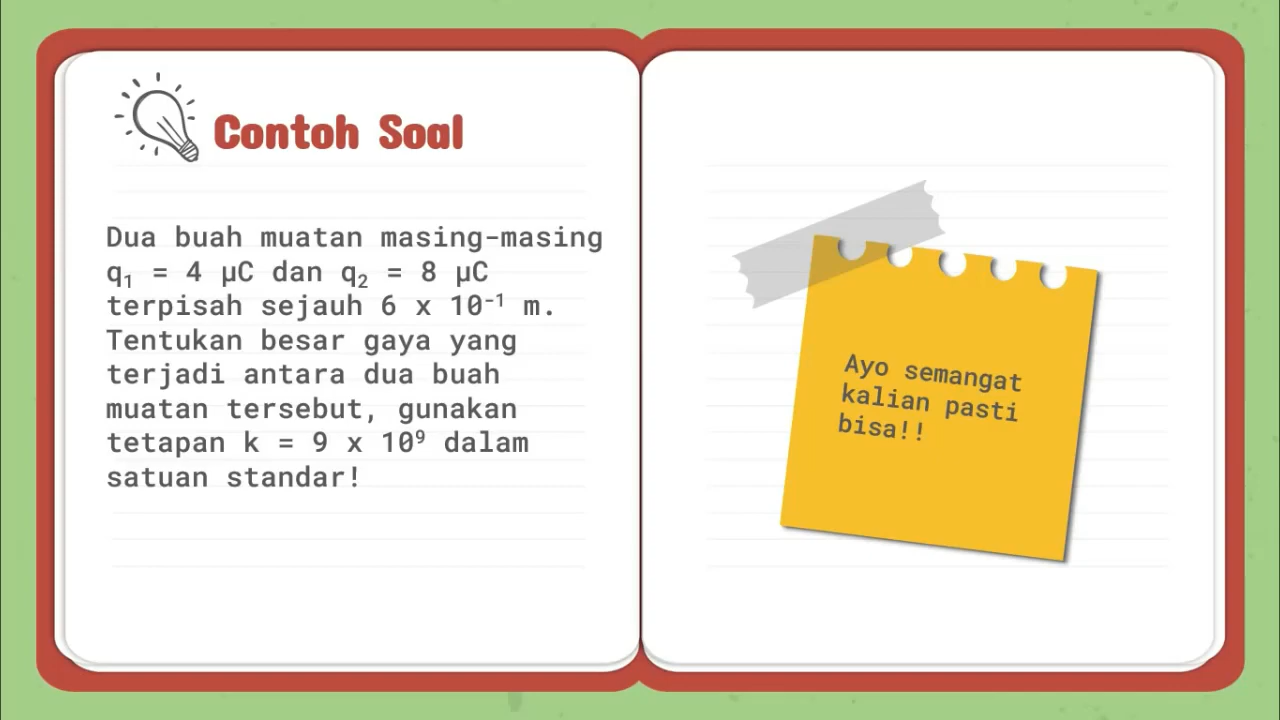 Contoh Soal
Dua buah muatan masing-masing
q₁ = 4 µC dan q₂ = 8 µC
terpisah sejauh 6 x 10⁻¹ m.
Tentukan besar gaya yang
terjadi antara dua buah
muatan tersebut, gunakan
tetapan k = 9 x 10⁹ dalam
satuan standar!
Ayo semangat
kalian pasti
bisa!!